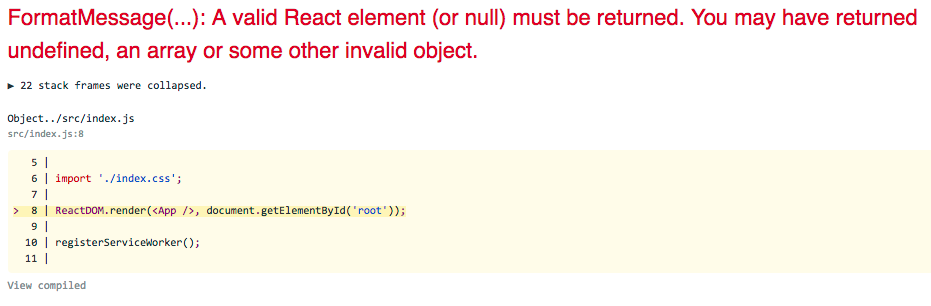 FormatMessage(...): A valid React element (or null) must be returned. You may have returned
undefined, an array or some other invalid object.
▶ 22 stack frames were collapsed.
Object../src/index.js
src/index.js:8
5 |
6 | import './index.css';
7 |
> 8 | ReactDOM.render(<App />, document.getElementById('root'));
9 |
10 | registerServiceWorker();
11 |
View compiled